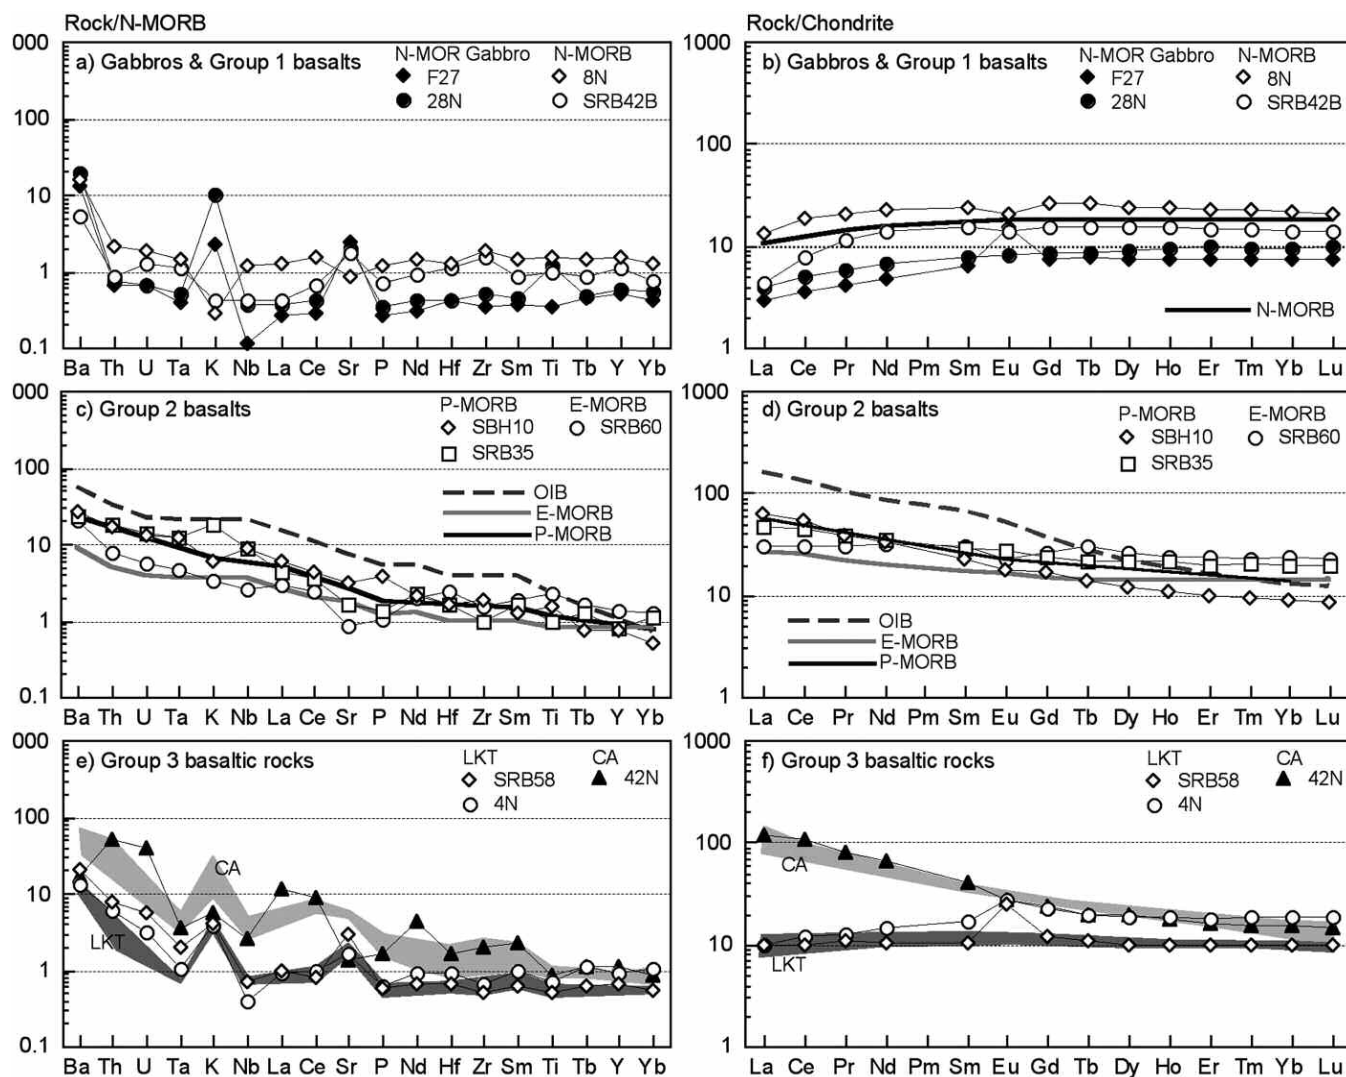 Rock/N-MORB
000
100
10
1
0.1
a) Gabbros & Group 1 basalts
N-MOR Gabbro N-MORB
F27 8N
28N SRB42B
Ba Th U Ta K Nb La Ce Sr P Nd Hf Zr Sm Ti Tb Y Yb
Rock/Chondrite
1000
100
10
1
b) Gabbros & Group 1 basalts
N-MOR Gabbro N-MORB
F27 8N
28N SRB42B
N-MORB
La Ce Pr Nd Pm Sm Eu Gd Tb Dy Ho Er Tm Yb Lu
000
100
10
1
0.1
c) Group 2 basalts
P-MORB E-MORB
SBH10 SRB60
SRB35
OIB
E-MORB
P-MORB
Ba Th U Ta K Nb La Ce Sr P Nd Hf Zr Sm Ti Tb Y Yb
1000
100
10
1
d) Group 2 basalts
P-MORB E-MORB
SBH10 SRB60
SRB35
OIB
E-MORB
P-MORB
La Ce Pr Nd Pm Sm Eu Gd Tb Dy Ho Er Tm Yb Lu
000
100
10
1
0.1
e) Group 3 basaltic rocks
LKT CA
SRB58 42N
4N
CA
LKT
Ba Th U Ta K Nb La Ce Sr P Nd Hf Zr Sm Ti Tb Y Yb
1000
100
10
1
f) Group 3 basaltic rocks
LKT CA
SRB58 42N
4N
CA
LKT
La Ce Pr Nd Pm Sm Eu Gd Tb Dy Ho Er Tm Yb Lu